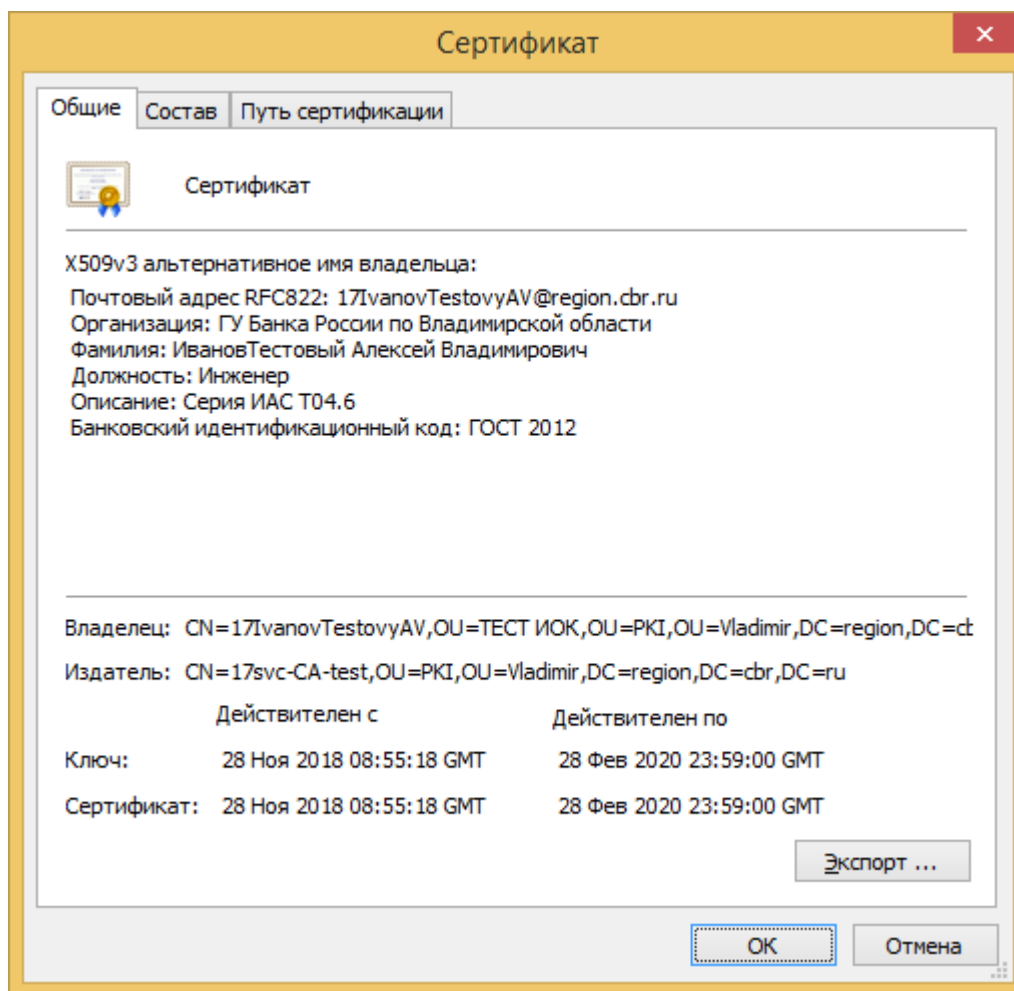 Сертификат
Общие Состав Путь сертификации
Сертификат
X509v3 альтернативное имя владельца:
Почтовый адрес RFC822: 17IvanovTestovyAV@region.cbr.ru
Организация: ГУ Банка России по Владимирской области
Фамилия: ИвановТестовый Алексей Владимирович
Должность: Инженер
Описание: Серия ИАС Т04.6
Банковский идентификационный код: ГОСТ 2012
Владелец: CN=17IvanovTestovyAV,OU=ТЕСТ ИОК,OU=PKI,OU=Vladimir,DC=region,DC=
Издатель: CN=17svc-CA-test,OU=PKI,OU=Vladimir,DC=region,DC=cbr,DC=ru
Действителен с Действителен по
Ключ: 28 Ноя 2018 08:55:18 GMT 28 Фев 2020 23:59:00 GMT
Сертификат: 28 Ноя 2018 08:55:18 GMT 28 Фев 2020 23:59:00 GMT
Экспорт ...
ОК Отмена